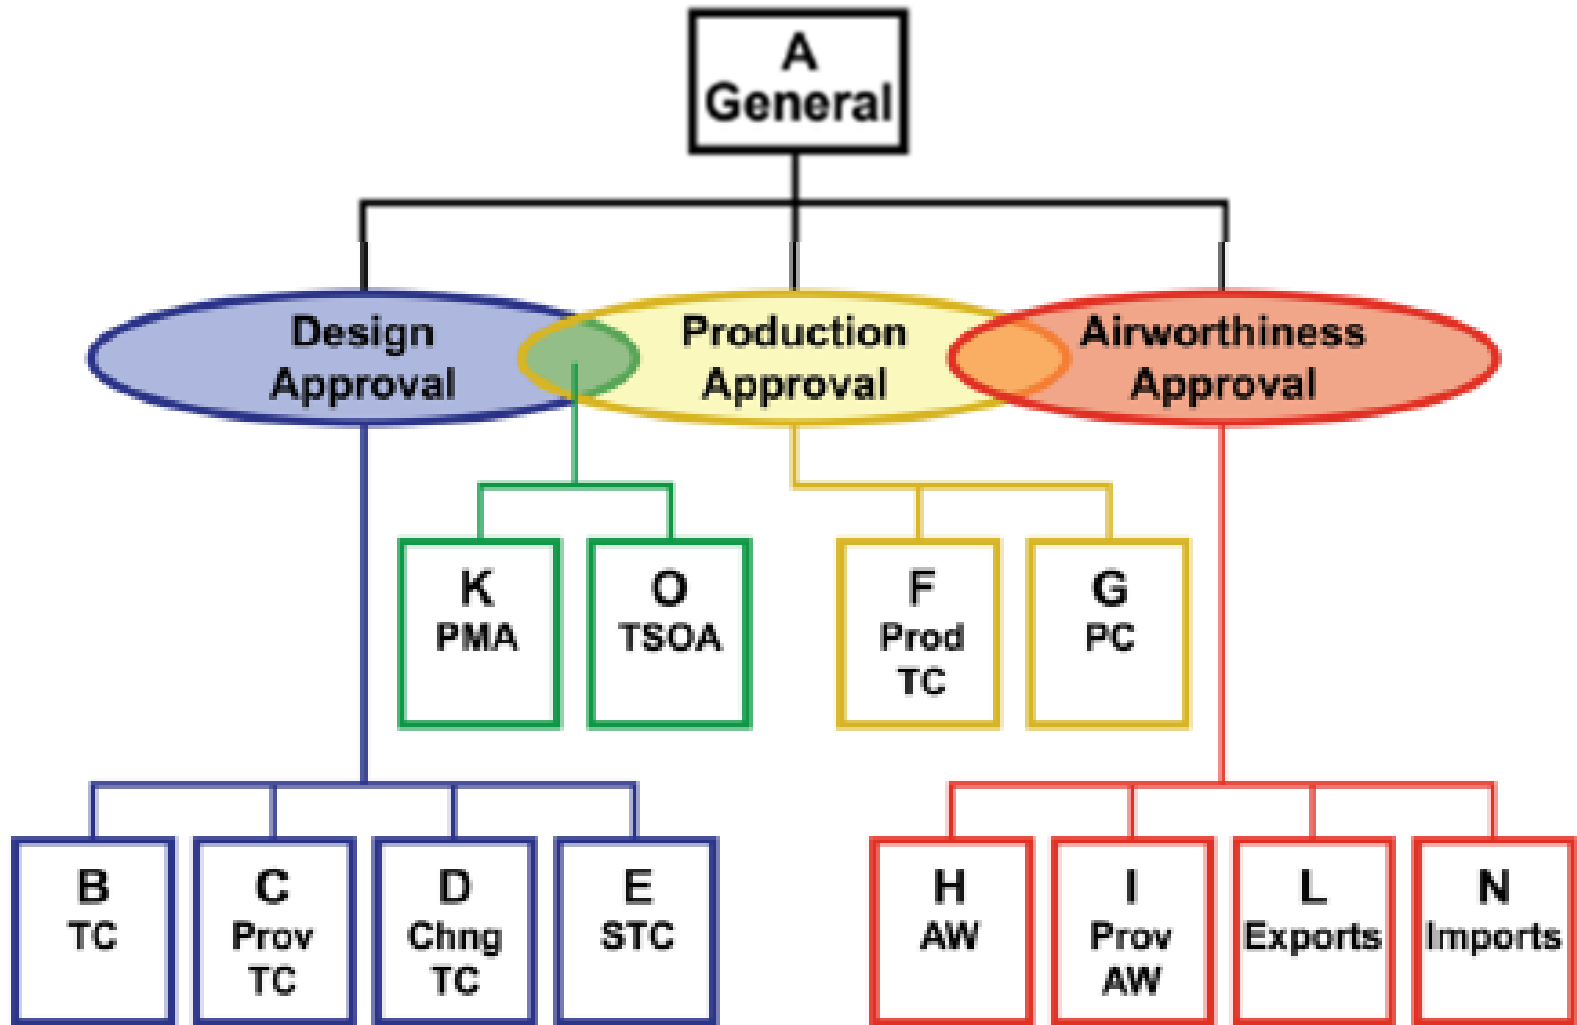 A
General
Design
Approval
Production
Approval
Airworthiness
Approval
K
PMA
O
TSOA
F
Prod
TC
G
PC
B
TC
C
Prov
TC
D
Chng
TC
E
STC
H
AW
I
Prov
AW
L
Exports
N
Imports